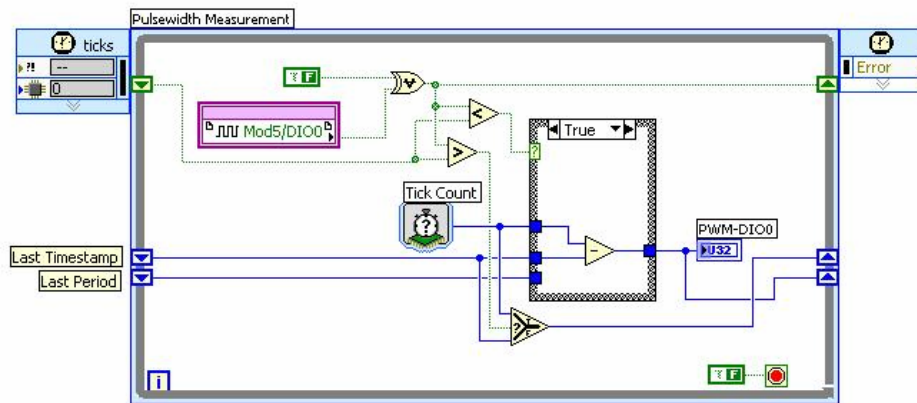 Pulsewidth Measurement
ticks
?!
--
0
Error
F
Mod5/DIO0
True
?
Tick Count
?
PWM-DIO0
U32
Last Timestamp
Last Period
?
T
F
i
F